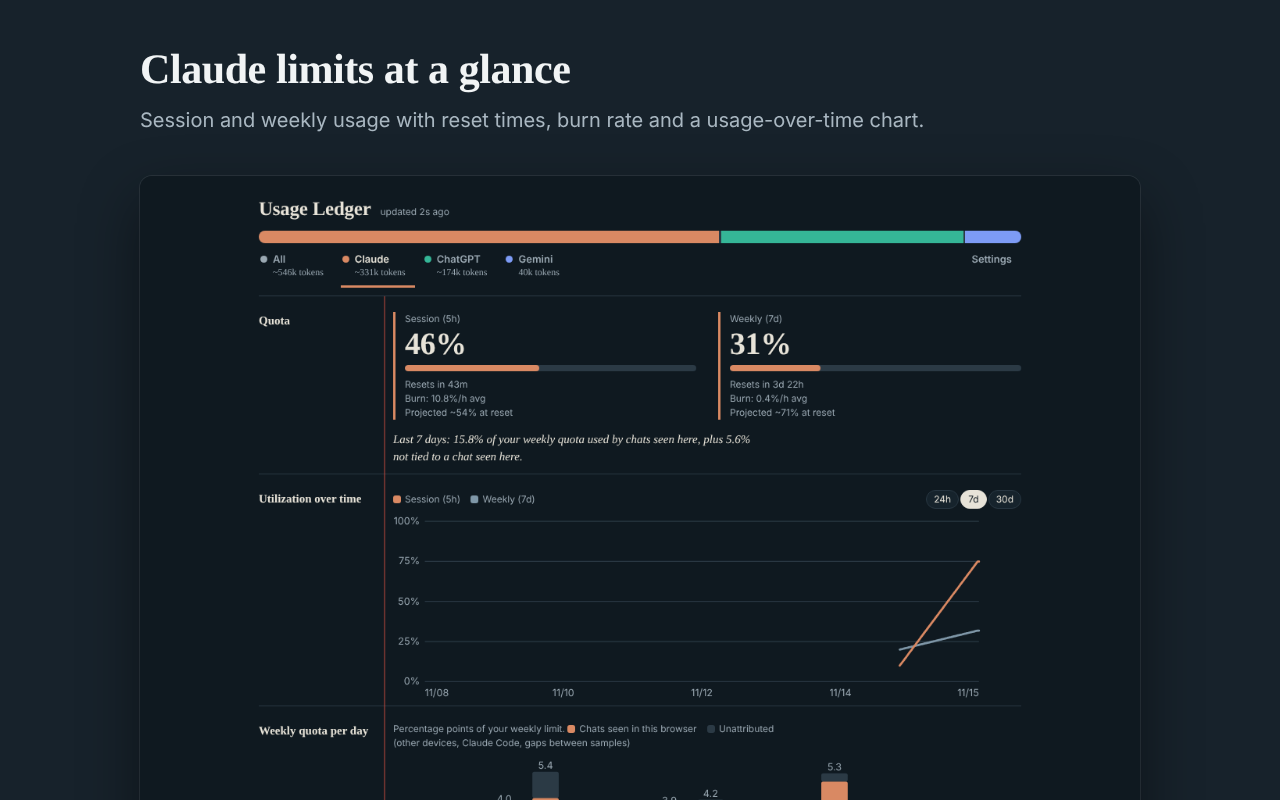 Claude limits at a glance
Session and weekly usage with reset times, burn rate and a usage-over-time chart.
Usage Ledger updated 2s ago
All Claude ChatGPT Gemini Settings
~546k tokens ~331k tokens ~174k tokens 40k tokens
Quota
Session (5h) Weekly (7d)
46% 31%
Resets in 43m Resets in 3d 22h
Burn: 10.8%/h avg Burn: 0.4%/h avg
Projected ~54% at reset Projected ~71% at reset
Last 7 days: 15.8% of your weekly quota used by chats seen here, plus 5.6%
not tied to a chat seen here.
Utilization over time Session (5h) Weekly (7d) 24h 7d 30d
100%
75%
50%
25%
0%
11/08 11/10 11/12 11/14 11/15
Weekly quota per day Percentage points of your weekly limit. Chats seen in this browser Unattributed
(other devices, Claude Code, gaps between samples)
5.4 5.3
4.2